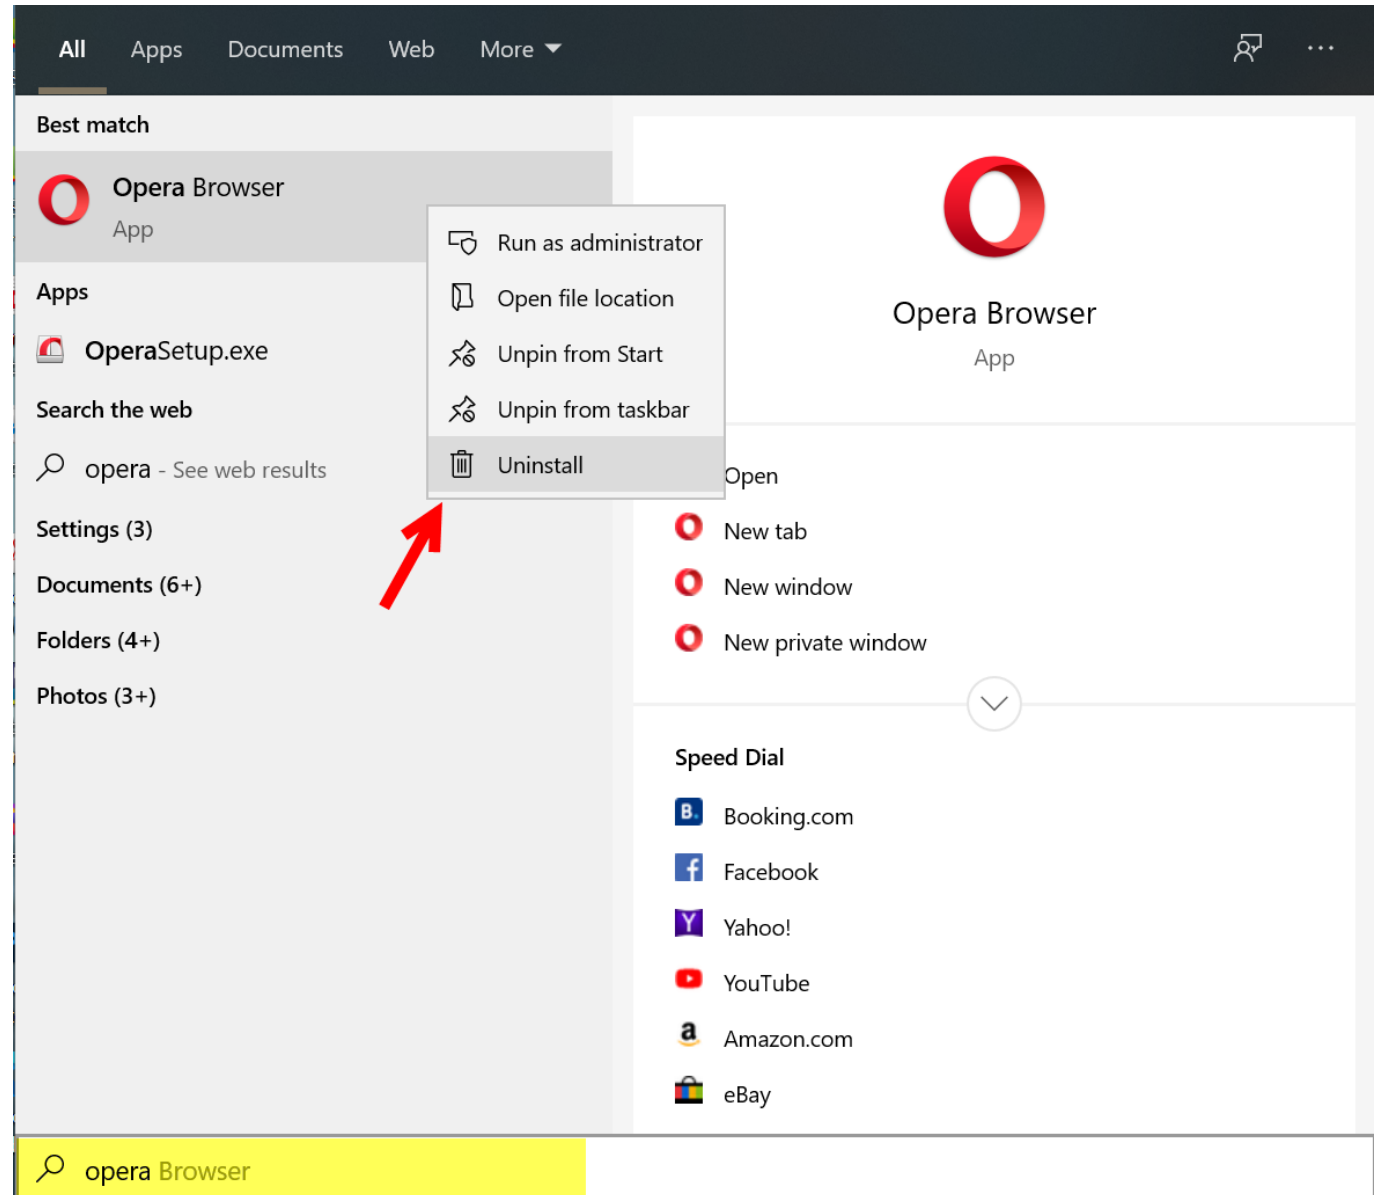 All Apps Documents Web More
Best match
Opera Browser
App
Apps
OperaSetup.exe
Search the web
opera - See web results
Settings (3)
Documents (6+)
Folders (4+)
Photos (3+)
Run as administrator
Open file location
Unpin from Start
Unpin from taskbar
Uninstall
Opera Browser
App
Open
New tab
New window
New private window
Speed Dial
B. Booking.com
f Facebook
Y Yahoo!
YouTube
a Amazon.com
eBay
opera Browser